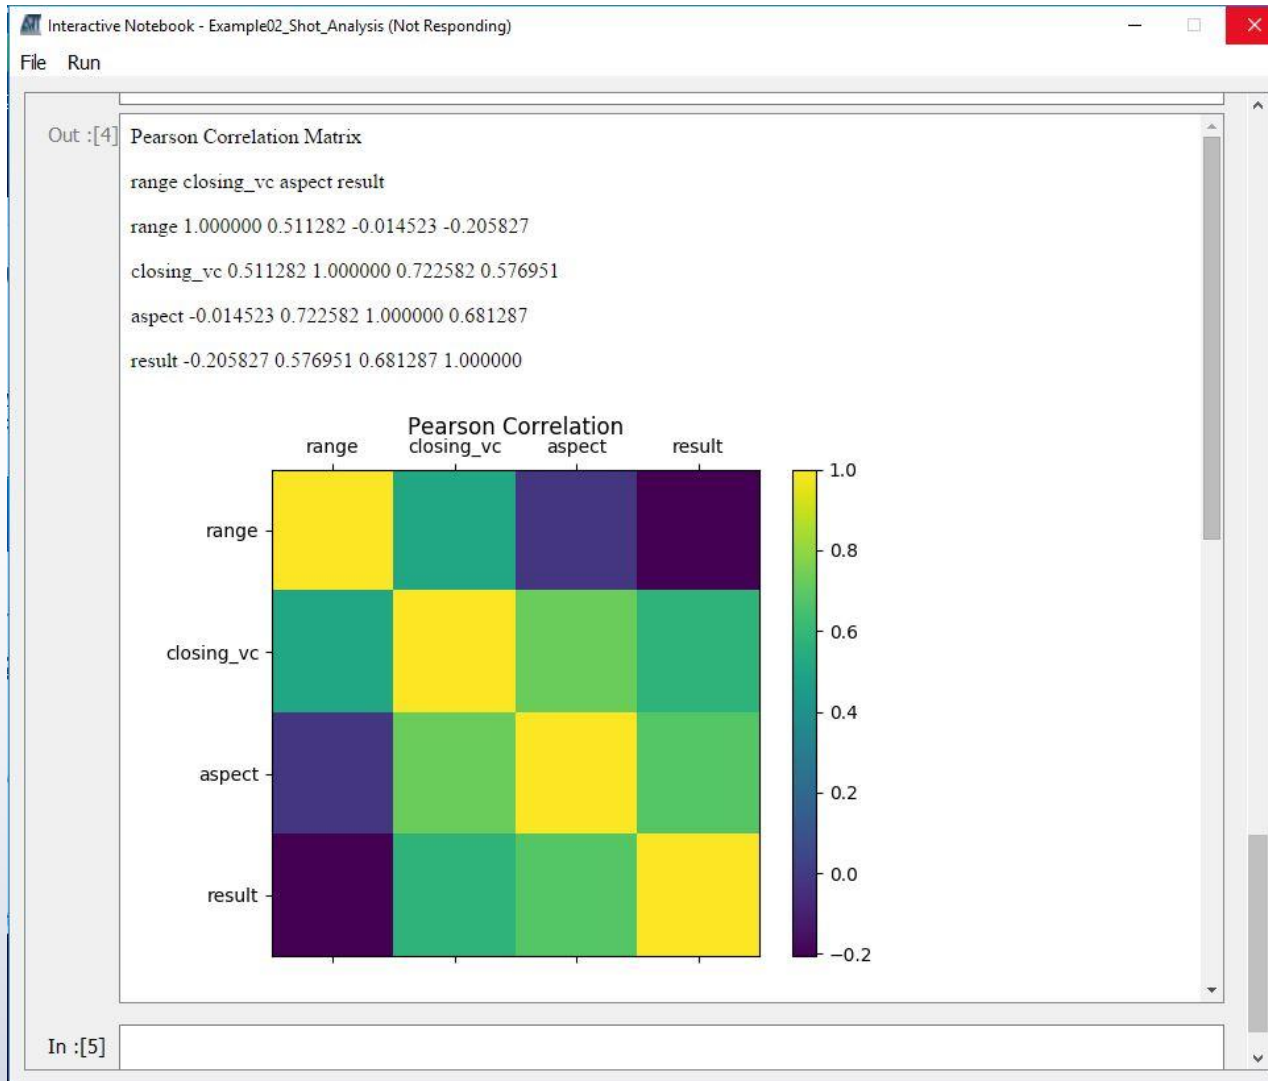 Interactive Notebook - Example02_Shot_Analysis (Not Responding)
File Run
Out :[4]
Pearson Correlation Matrix
range closing_vc aspect result
range 1.000000 0.511282 -0.014523 -0.205827
closing_vc 0.511282 1.000000 0.722582 0.576951
aspect -0.014523 0.722582 1.000000 0.681287
result -0.205827 0.576951 0.681287 1.000000
Pearson Correlation
range closing_vc aspect result
1.0
range
0.8
closing_vc
0.6
0.4
aspect
0.2
0.0
result
−0.2
In :[5]